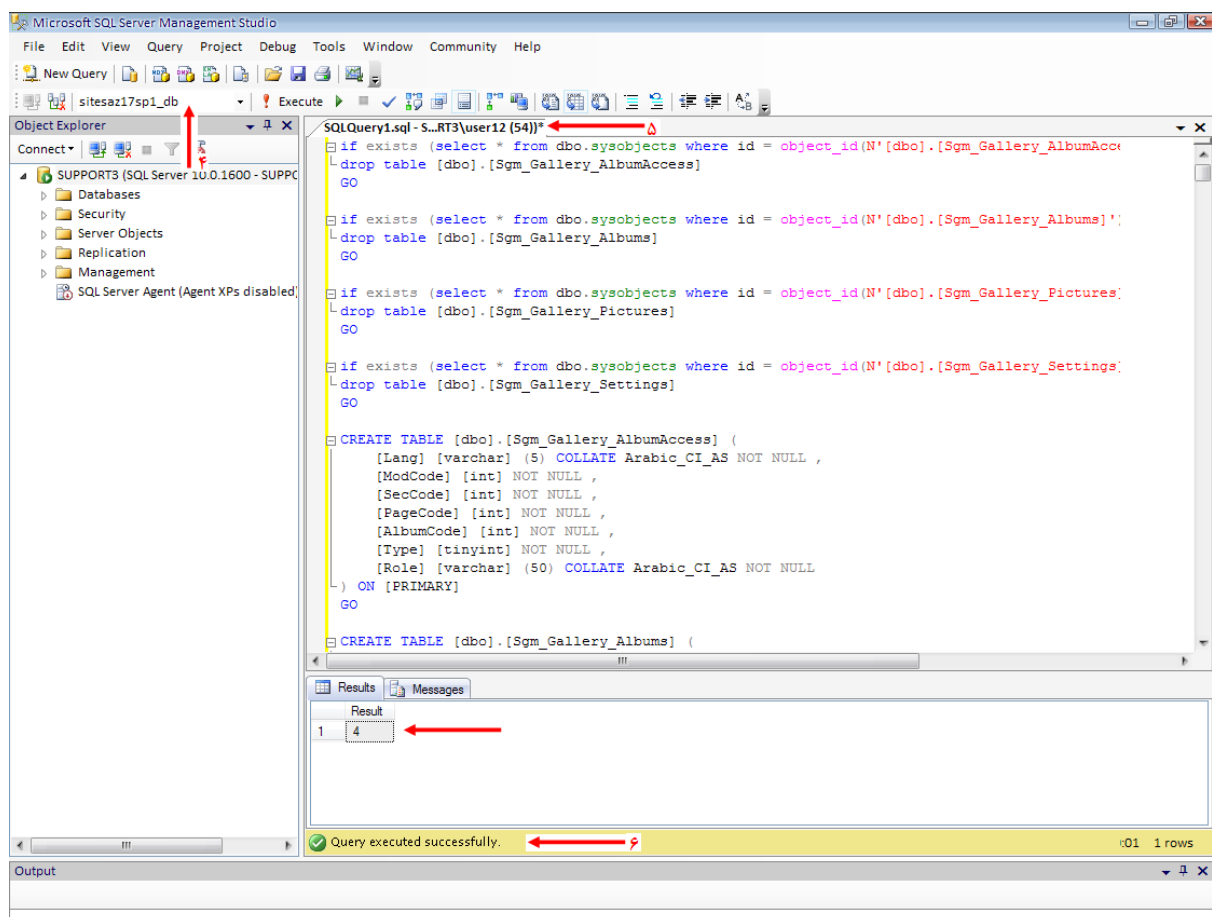 Microsoft SQL Server Management Studio
File Edit View Query Project Debug Tools Window Community Help
New Query
sitesaz17sp1_db
Execute
Object Explorer
Connect
۴
SUPPORT3 (SQL Server 10.0.1600 - SUPPC
Databases
Security
Server Objects
Replication
Management
SQL Server Agent (Agent XPs disabled)
SQLQuery1.sql - S...RT3\user12 (54))*
۵
if exists (select * from dbo.sysobjects where id = object_id(N'[dbo].[Sgm_Gallery_AlbumAcce
drop table [dbo].[Sgm_Gallery_AlbumAccess]
GO
if exists (select * from dbo.sysobjects where id = object_id(N'[dbo].[Sgm_Gallery_Albums]')
drop table [dbo].[Sgm_Gallery_Albums]
GO
if exists (select * from dbo.sysobjects where id = object_id(N'[dbo].[Sgm_Gallery_Pictures]
drop table [dbo].[Sgm_Gallery_Pictures]
GO
if exists (select * from dbo.sysobjects where id = object_id(N'[dbo].[Sgm_Gallery_Settings]
drop table [dbo].[Sgm_Gallery_Settings]
GO
CREATE TABLE [dbo].[Sgm_Gallery_AlbumAccess] (
[Lang] [varchar] (5) COLLATE Arabic_CI_AS NOT NULL ,
[ModCode] [int] NOT NULL ,
[SecCode] [int] NOT NULL ,
[PageCode] [int] NOT NULL ,
[AlbumCode] [int] NOT NULL ,
[Type] [tinyint] NOT NULL ,
[Role] [varchar] (50) COLLATE Arabic_CI_AS NOT NULL
) ON [PRIMARY]
GO
CREATE TABLE [dbo].[Sgm_Gallery_Albums] (
Results Messages
Result
1 4
Query executed successfully.
۶
:01 1 rows
Output